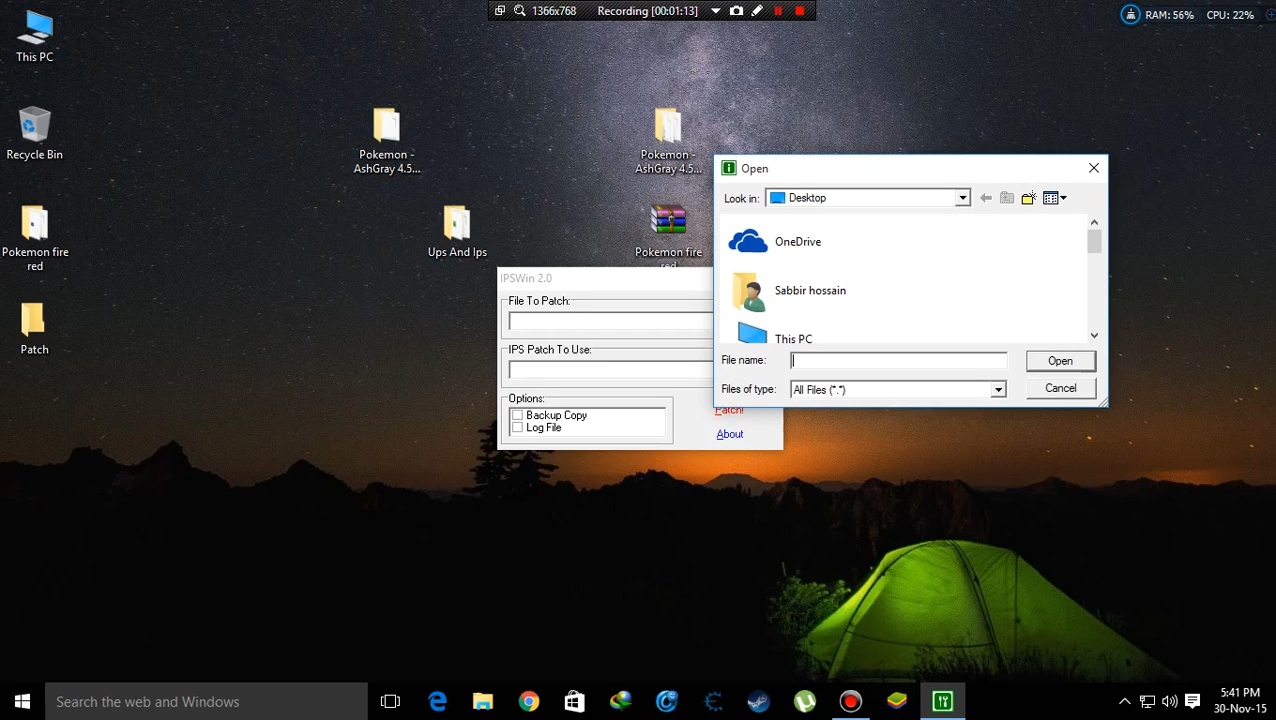 1366x768
Recording [00:01:13]
RAM: 56%
CPU: 22%
This PC
Recycle Bin
Pokemon -
AshGray 4.5...
Pokemon -
AshGray 4.5...
Pokemon fire
red
Ups And Ips
Pokemon fire
red
Patch
IPSWin 2.0
File To Patch:
IPS Patch To Use:
Options:
Backup Copy
Log File
Patch!
About
Open
Look in:
Desktop
OneDrive
Sabbir hossain
This PC
File name:
Open
Files of type:
All Files (*.*)
Cancel
Search the web and Windows
5:41 PM
30-Nov-15